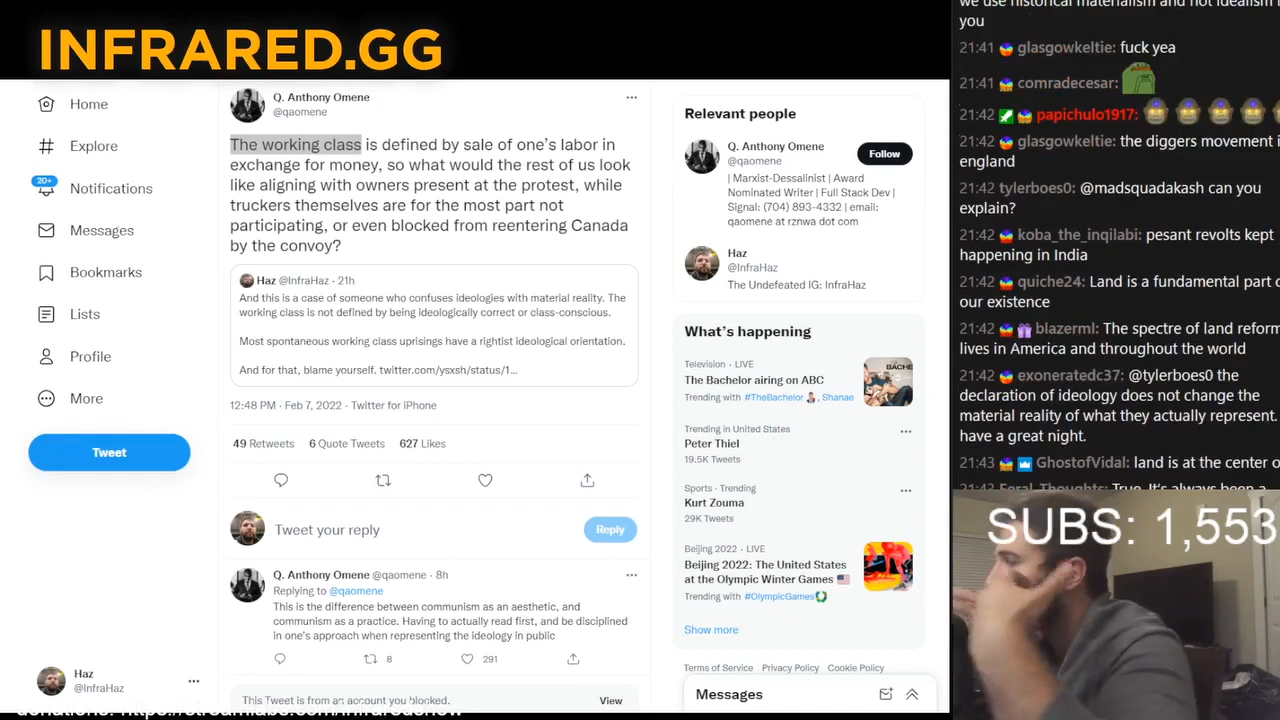 INFRARED.GG
Home
Explore
20+
Notifications
Messages
Bookmarks
Lists
Profile
More
Tweet
Haz
@InfraHaz
Q. Anthony Omene
@qaomene
The working class is defined by sale of one’s labor in
exchange for money, so what would the rest of us look
like aligning with owners present at the protest, while
truckers themselves are for the most part not
participating, or even blocked from reentering Canada
by the convoy?
Haz @InfraHaz · 21h
And this is a case of someone who confuses ideologies with material reality. The
working class is not defined by being ideologically correct or class-conscious.
Most spontaneous working class uprisings have a rightist ideological orientation.
And for that, blame yourself. twitter.com/ysxsh/status/1...
12:48 PM · Feb 7, 2022 · Twitter for iPhone
49 Retweets 6 Quote Tweets 627 Likes
Tweet your reply
Reply
Q. Anthony Omene @qaomene · 8h
Replying to @qaomene
This is the difference between communism as an aesthetic, and
communism as a practice. Having to actually read first, and be disciplined
in one’s approach when representing the ideology in public
8 291
This Tweet is from an account you blocked. View
Relevant people
Q. Anthony Omene
@qaomene
Follow
| Marxist-Dessalinist | Award
Nominated Writer | Full Stack Dev |
Signal: (704) 893-4332 | email:
qaomene at rznwa dot com
Haz
@InfraHaz
The Undefeated IG: InfraHaz
What’s happening
Television · LIVE
The Bachelor airing on ABC
Trending with #TheBachelor, Shanae
Trending in United States
Peter Thiel
19.5K Tweets
Sports · Trending
Kurt Zouma
29K Tweets
Beijing 2022 · LIVE
Beijing 2022: The United States
at the Olympic Winter Games
Trending with #OlympicGames
Show more
Terms of Service Privacy Policy Cookie Policy
Messages
we use historical materialism and not idealism
you
21:41 glasgowkeltie: fuck yea
21:41 comradecesar:
21:42 papichulo1917:
21:42 glasgowkeltie: the diggers movement
england
21:42 tylerboes0: @madsquadakash can you
explain?
21:42 koba_the_inqilabi: pesant revolts kept
happening in India
21:42 quiche24: Land is a fundamental part
our existence
21:42 blazerml: The spectre of land reform
lives in America and throughout the world
21:42 exoneratedc37: @tylerboes0 the
declaration of ideology does not change the
material reality of what they actually represent.
have a great night.
21:43 GhostofVidal: land is at the center
Feral_Thoughts: True. It's always been a
SUBS: 1,553